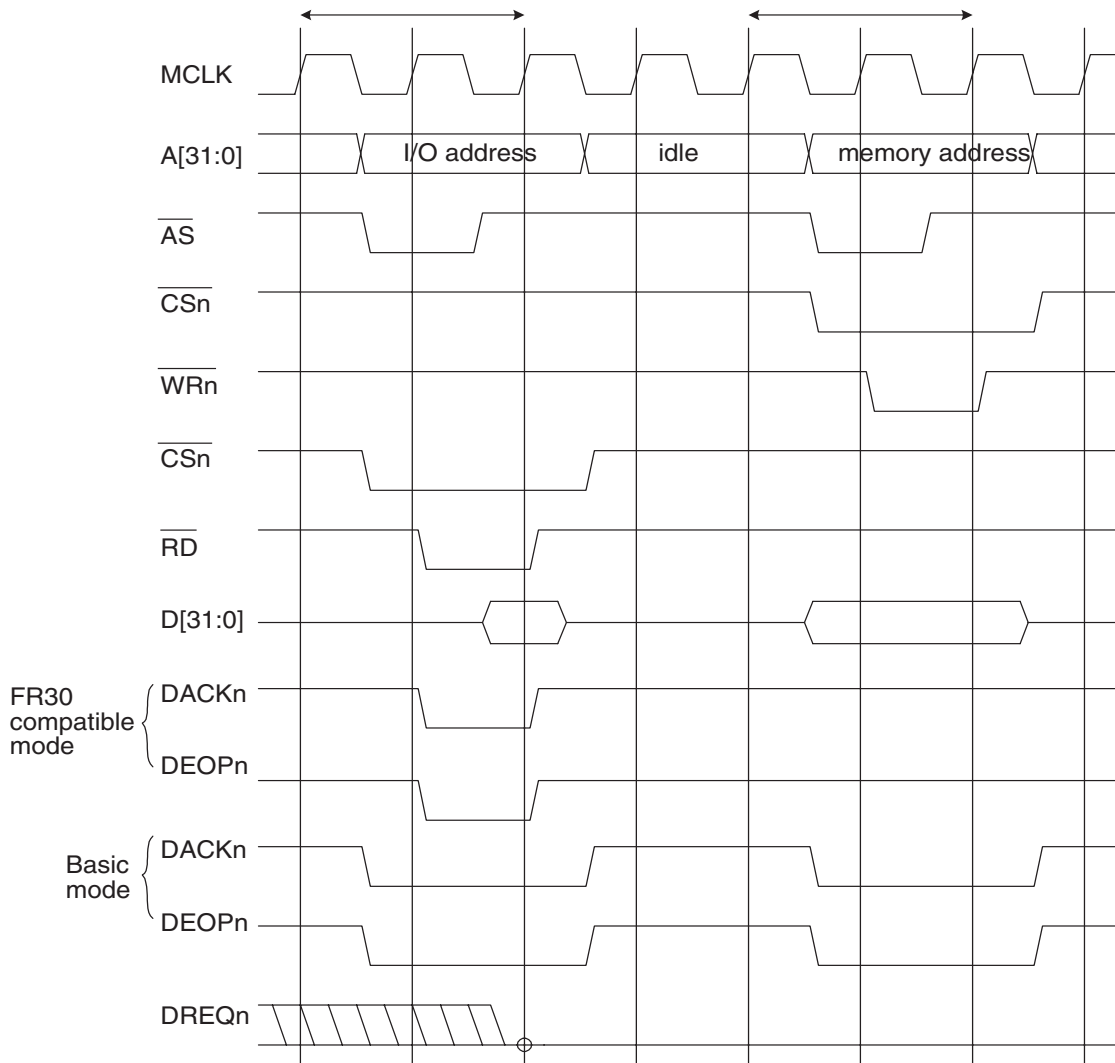 MCLK
A[31:0]
I/O address
idle
memory address
AS
CSn
WRn
CSn
RD
D[31:0]
FR30
compatible
mode
DACKn
DEOPn
Basic
mode
DACKn
DEOPn
DREQn